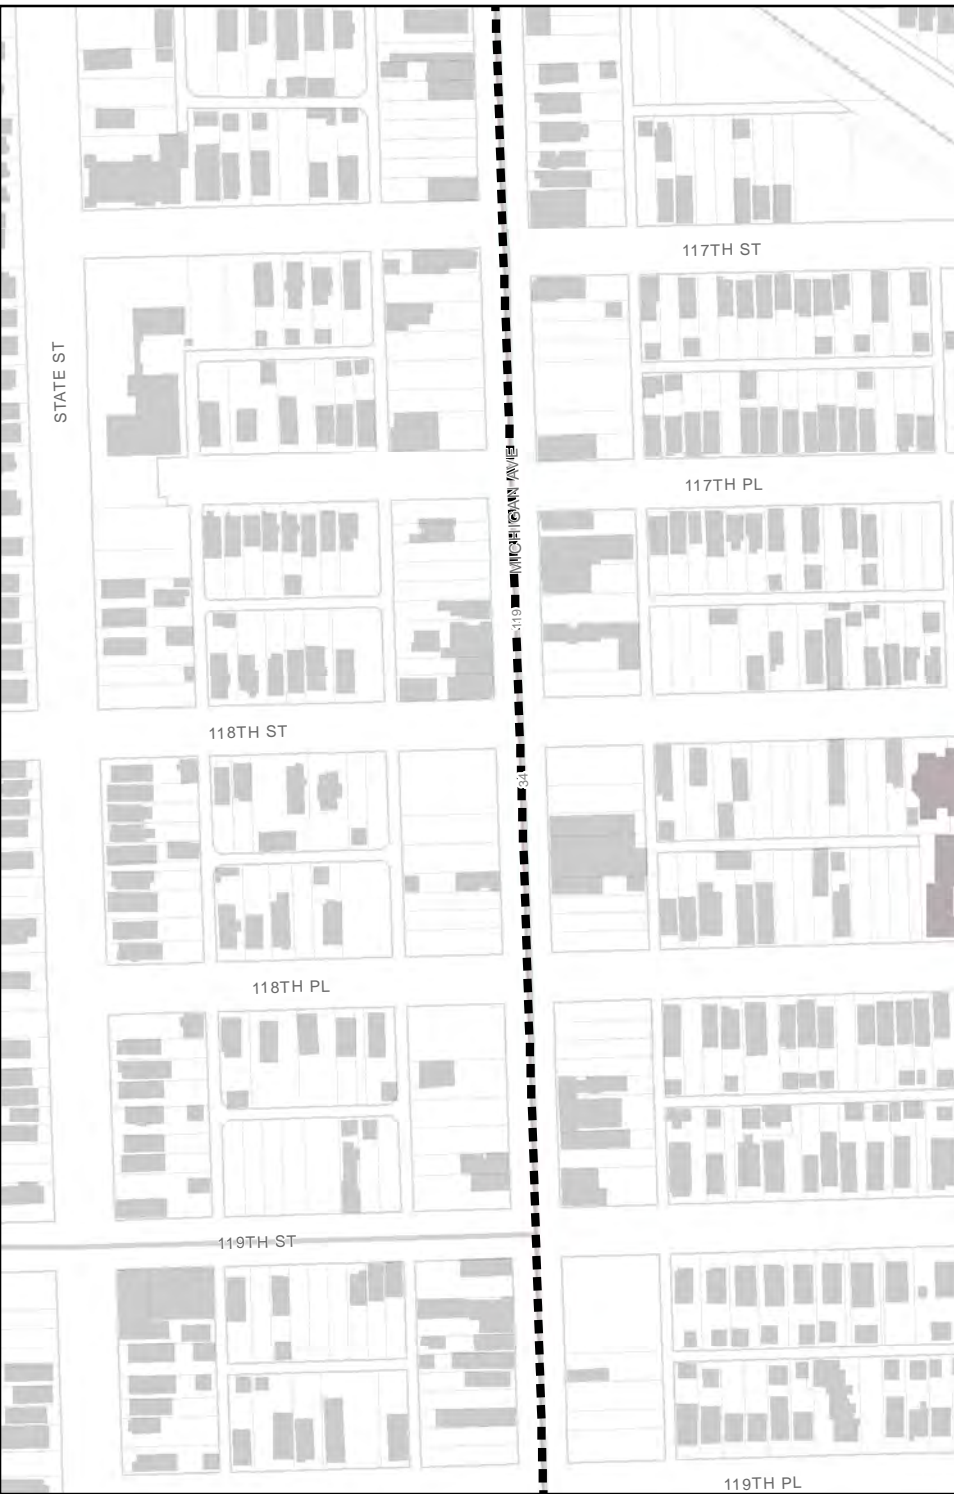 117TH ST
STATE ST
MICHIGAN AVE
117TH PL
119
118TH ST
34
118TH PL
119TH ST
119TH PL